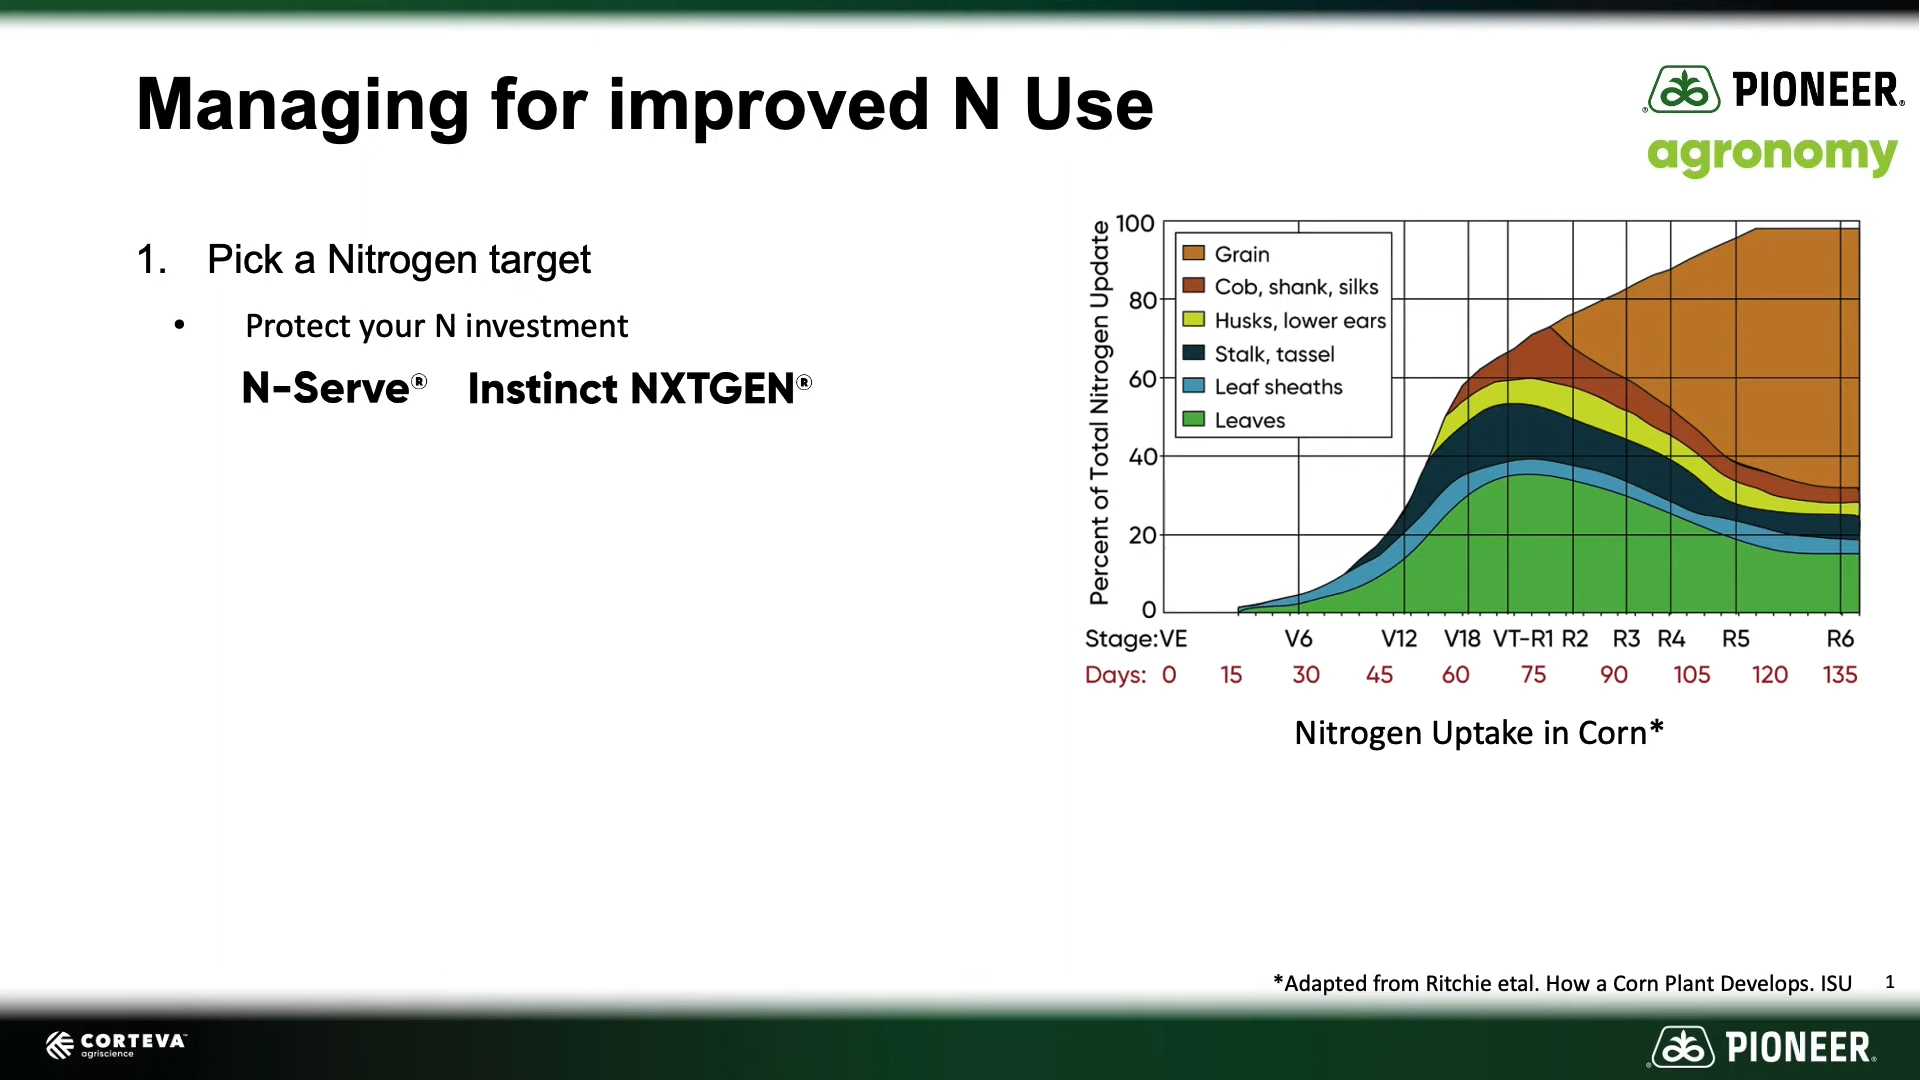 Managing for improved N Use
PIONEER®
agronomy
1. Pick a Nitrogen target
• Protect your N investment
N-Serve® Instinct NXTGEN®
Percent of Total Nitrogen Update
100
80
60
40
20
0
Grain
Cob, shank, silks
Husks, lower ears
Stalk, tassel
Leaf sheaths
Leaves
Stage: VE V6 V12 V18 VT-R1 R2 R3 R4 R5 R6
Days: 0 15 30 45 60 75 90 105 120 135
Nitrogen Uptake in Corn*
*Adapted from Ritchie etal. How a Corn Plant Develops. ISU 1
CORTEVA™
agriscience
PIONEER®